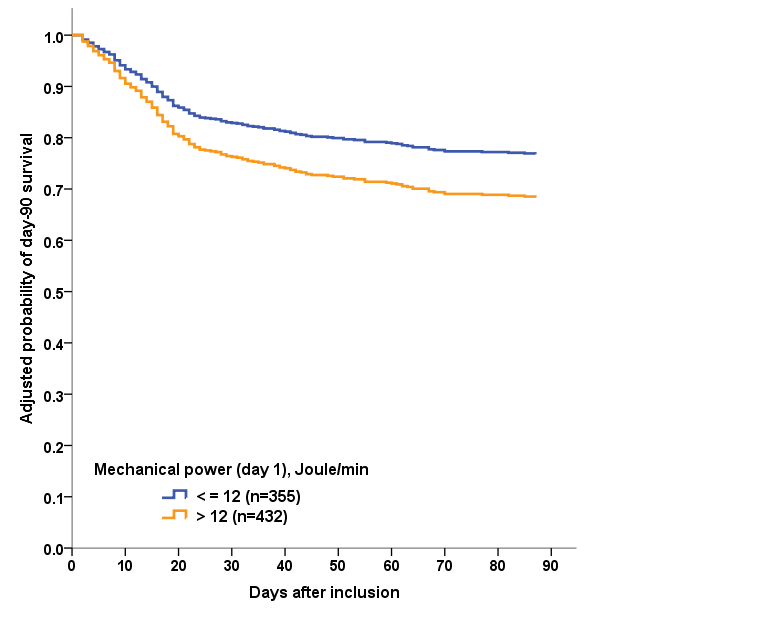 Adjusted probability of day-90 survival
1.0
0.9
0.8
0.7
0.6
0.5
0.4
0.3
0.2
0.1
0.0
Mechanical power (day 1), Joule/min
< = 12 (n=355)
> 12 (n=432)
0 10 20 30 40 50 60 70 80 90
Days after inclusion